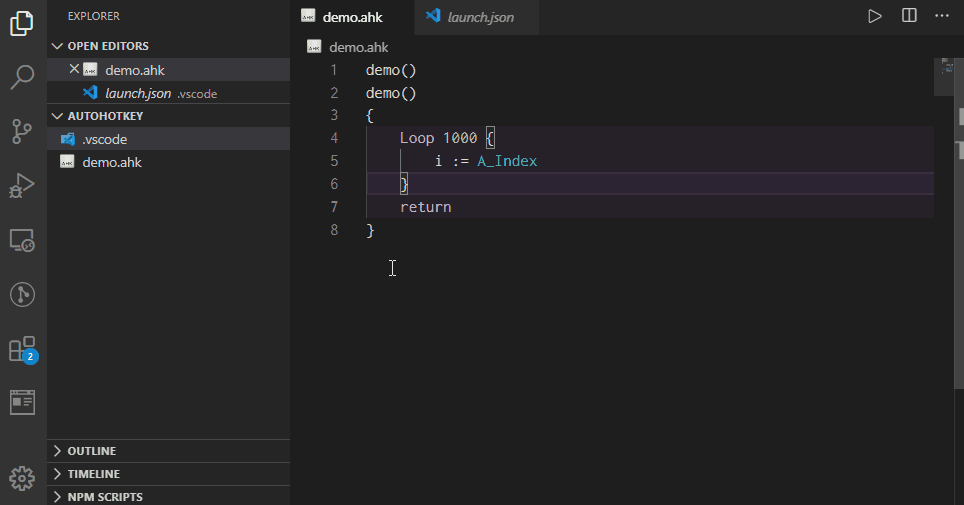 EXPLORER
OPEN EDITORS
demo.ahk
launch.json .vscode
AUTOHOTKEY
.vscode
demo.ahk
OUTLINE
TIMELINE
NPM SCRIPTS
2
demo.ahk
launch.json
demo.ahk
1 demo()
2 demo()
3 {
4 Loop 1000 {
5 i := A_Index
6 }
7 return
8 }